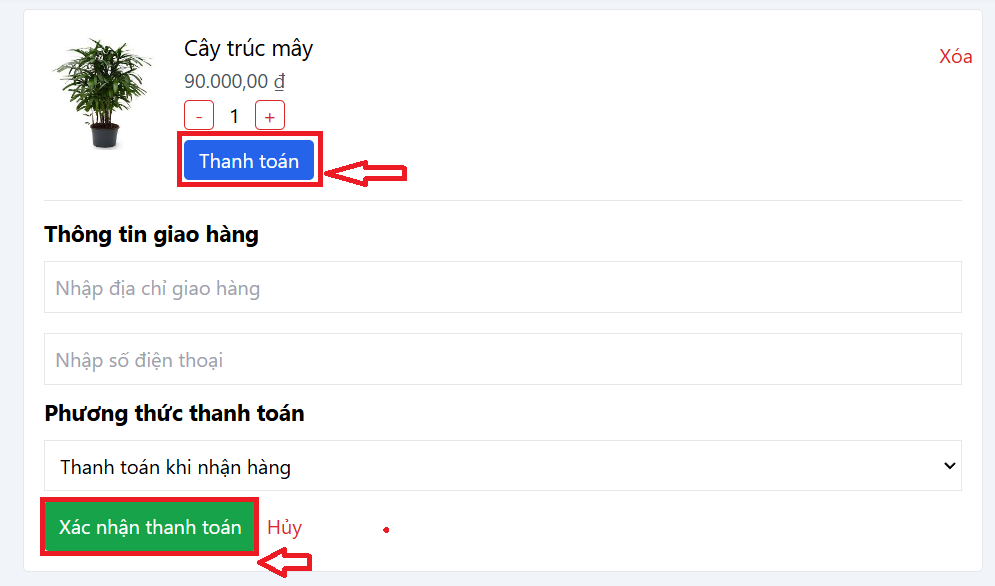 Cây trúc mây
Xóa
90.000,00 ₫
- 1 +
Thanh toán
Thông tin giao hàng
Nhập địa chỉ giao hàng
Nhập số điện thoại
Phương thức thanh toán
Thanh toán khi nhận hàng
Xác nhận thanh toán Hủy